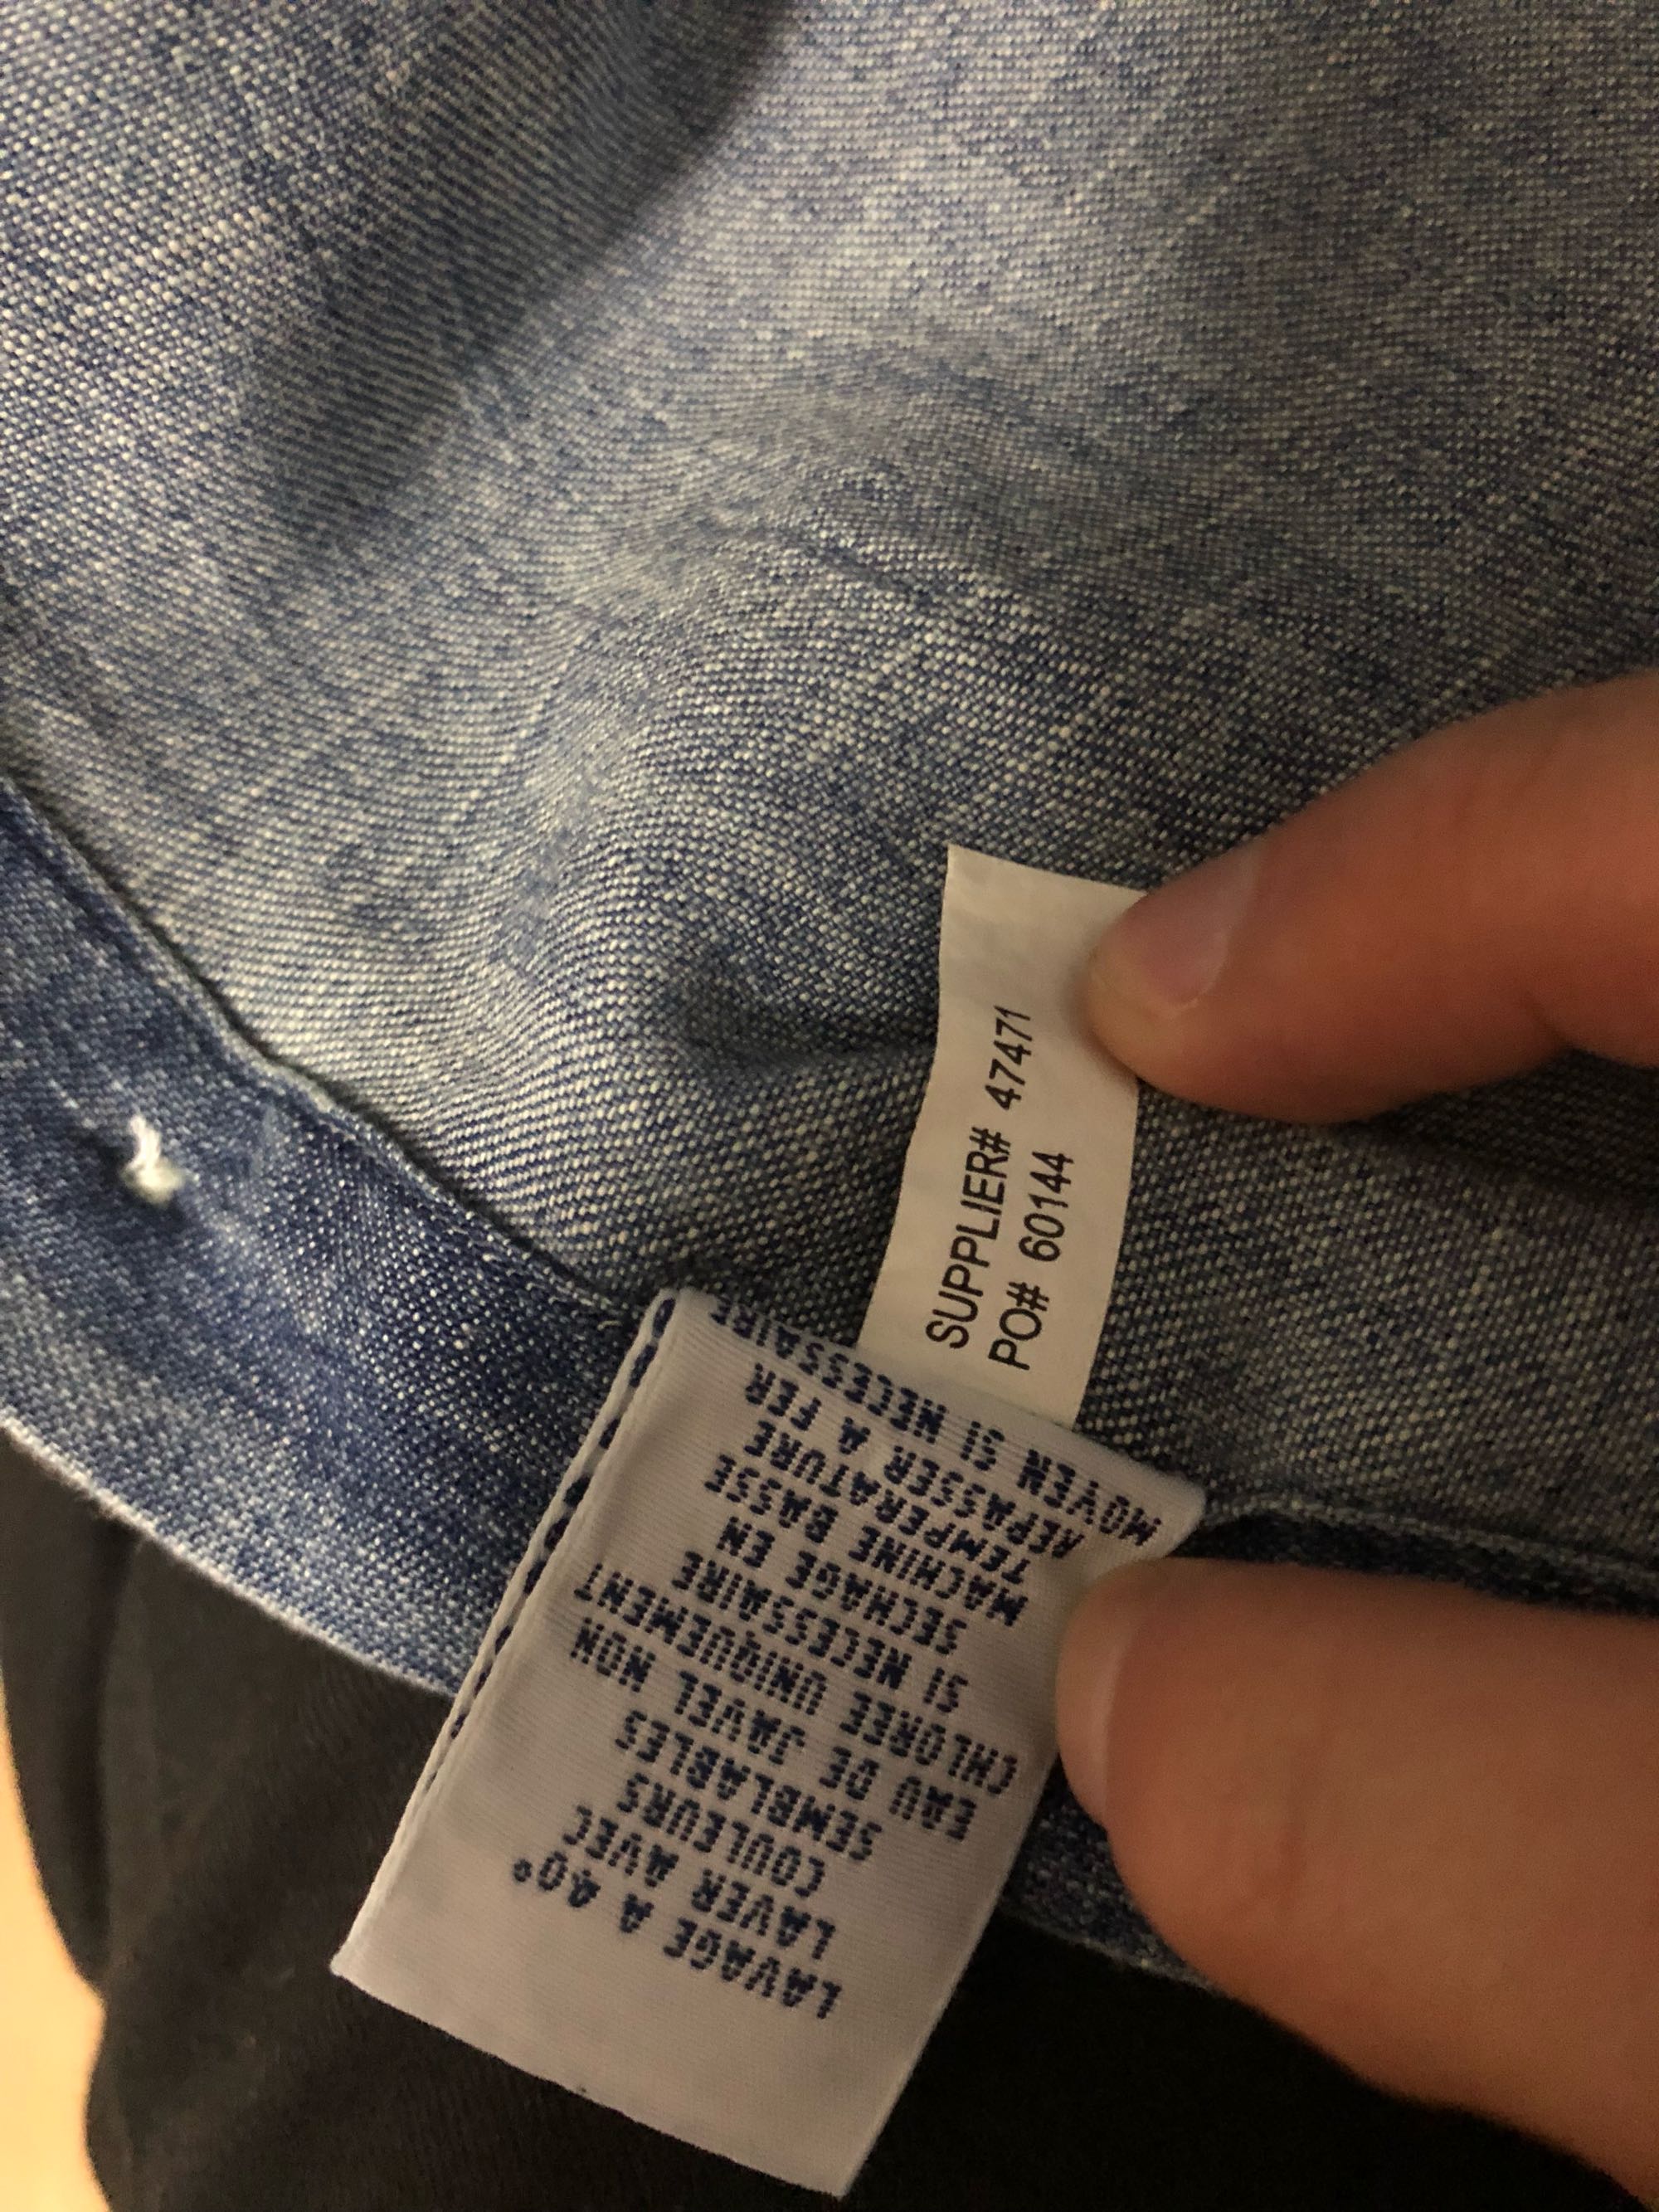 SUPPLIER# 47471
PO# 60144
LAVAGE A 40°
LAVER AVEC
COULEURS
SEMBLABLES
EAU DE JAVEL NON
CHLOREE UNIQUEMENT
SI NECESSAIRE
SECHAGE EN
MACHINE BASSE
TEMPERATURE
REPASSER A FER
MOYEN SI NECESSAIRE